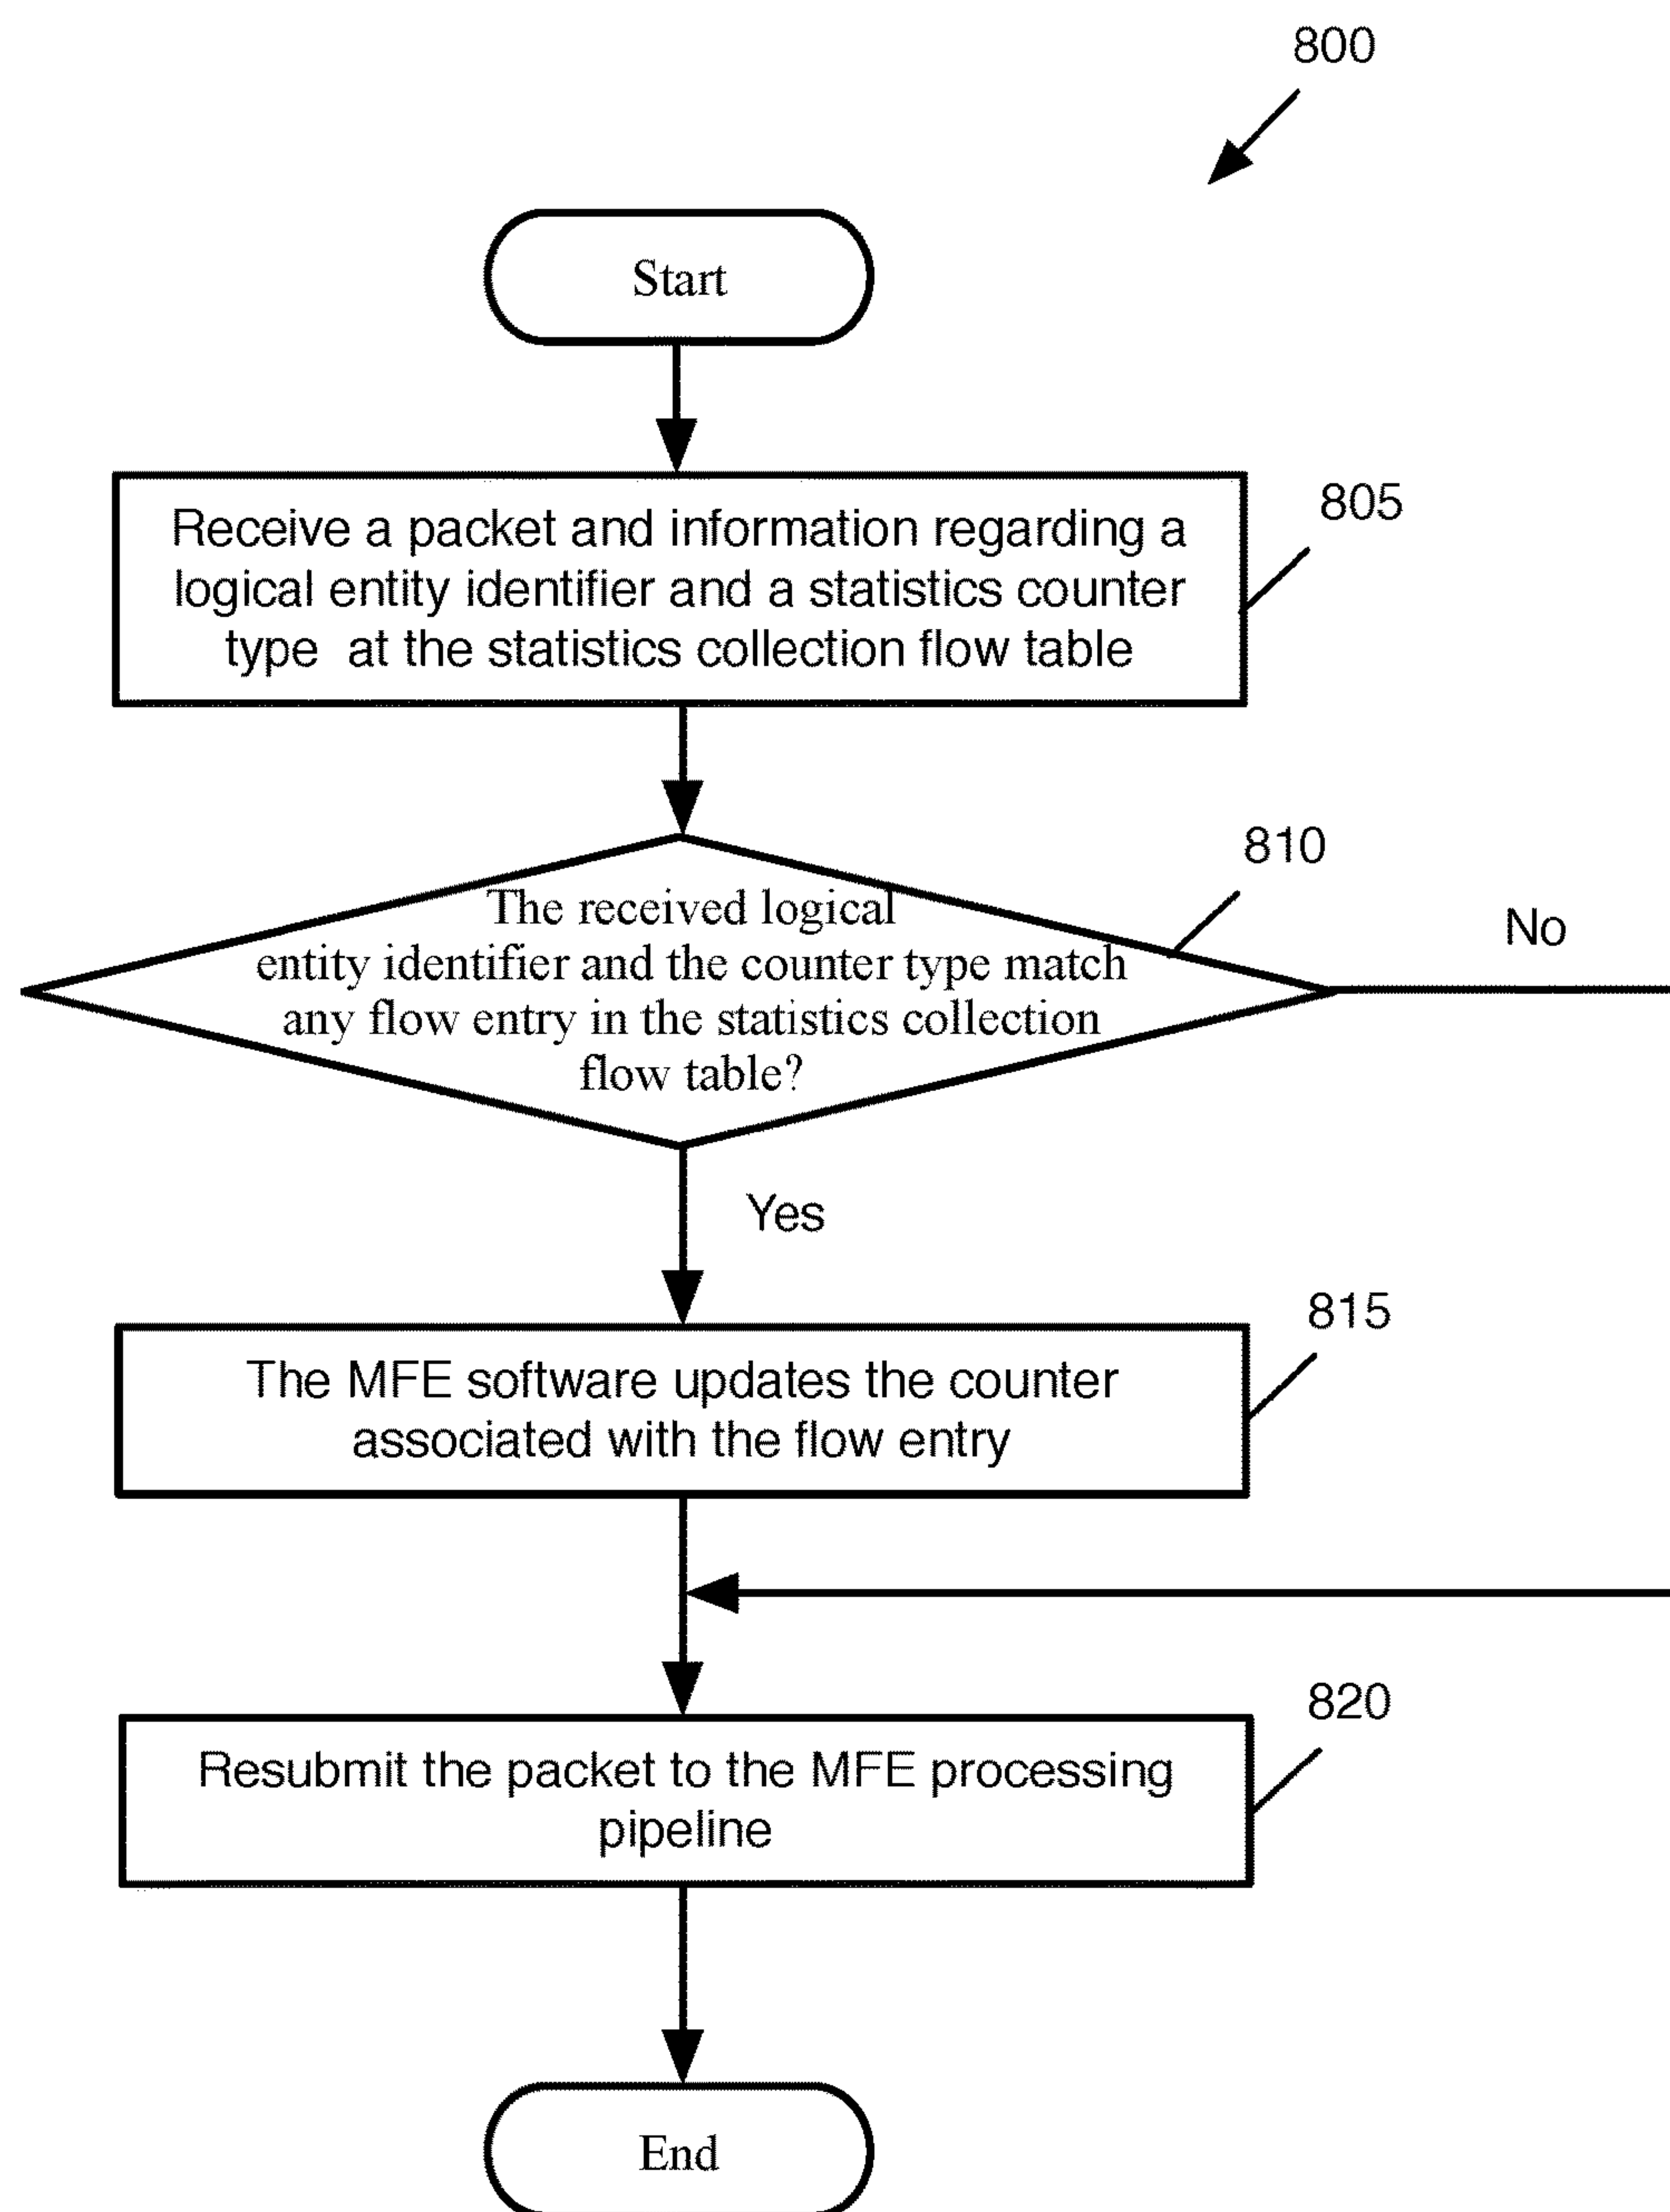 800
Start
Receive a packet and information regarding a
logical entity identifier and a statistics counter
type at the statistics collection flow table
805
The received logical
entity identifier and the counter type match
any flow entry in the statistics collection
flow table?
810
No
Yes
The MFE software updates the counter
associated with the flow entry
815
Resubmit the packet to the MFE processing
pipeline
820
End